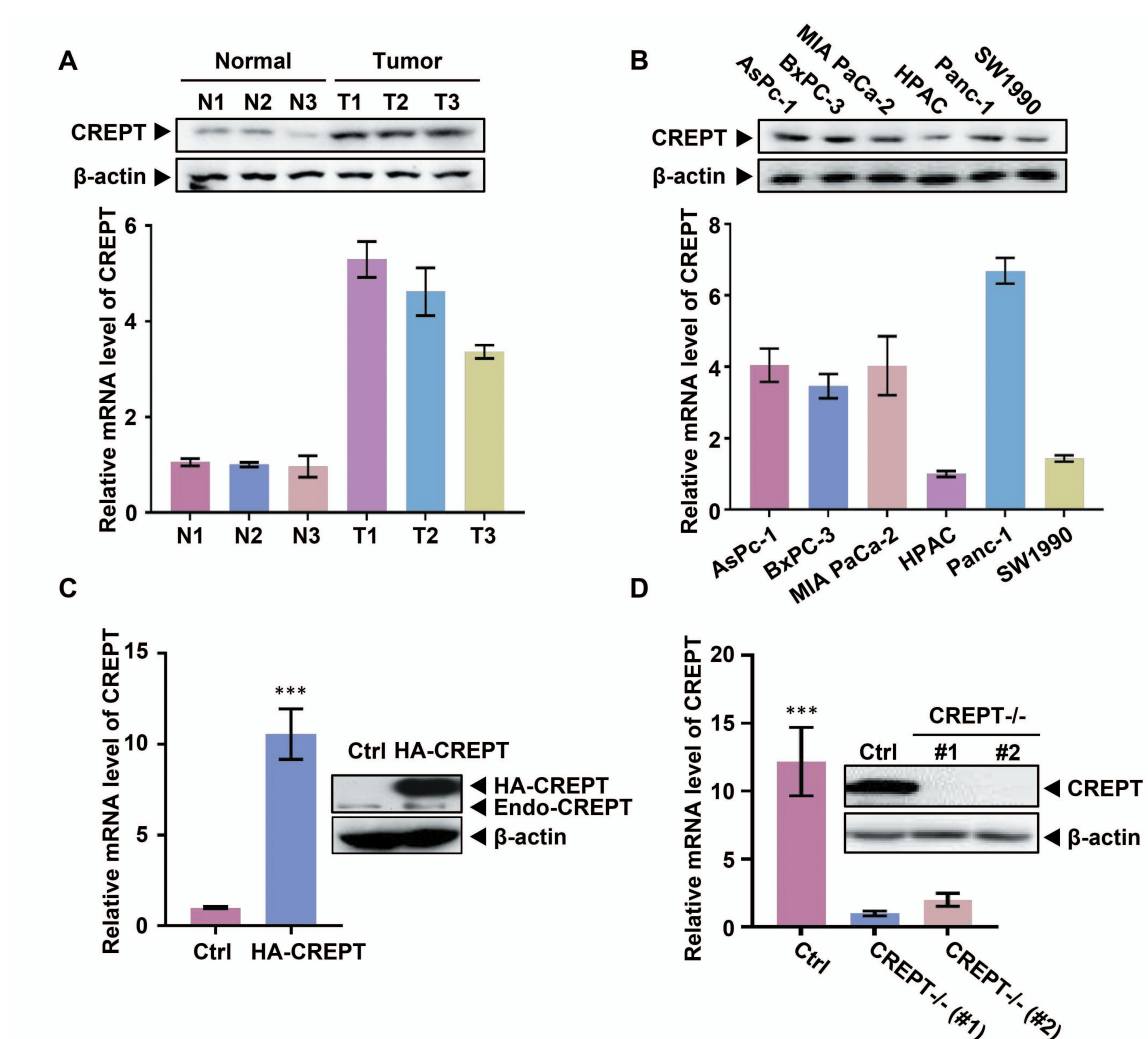 A
Normal Tumor
N1 N2 N3 T1 T2 T3
CREPT
β-actin
Relative mRNA level of CREPT
6
4
2
0
N1 N2 N3 T1 T2 T3
B
AsPc-1 BxPC-3 MIA PaCa-2 HPAC Panc-1 SW1990
CREPT
β-actin
Relative mRNA level of CREPT
8
6
4
2
0
AsPc-1 BxPC-3 MIA PaCa-2 HPAC Panc-1 SW1990
C
Relative mRNA level of CREPT
15
10
5
0
***
Ctrl HA-CREPT
Ctrl HA-CREPT
HA-CREPT
Endo-CREPT
β-actin
D
Relative mRNA level of CREPT
20
15
10
5
0
***
Ctrl CREPT-/- (#1) CREPT-/- (#2)
CREPT-/-
Ctrl #1 #2
CREPT
β-actin